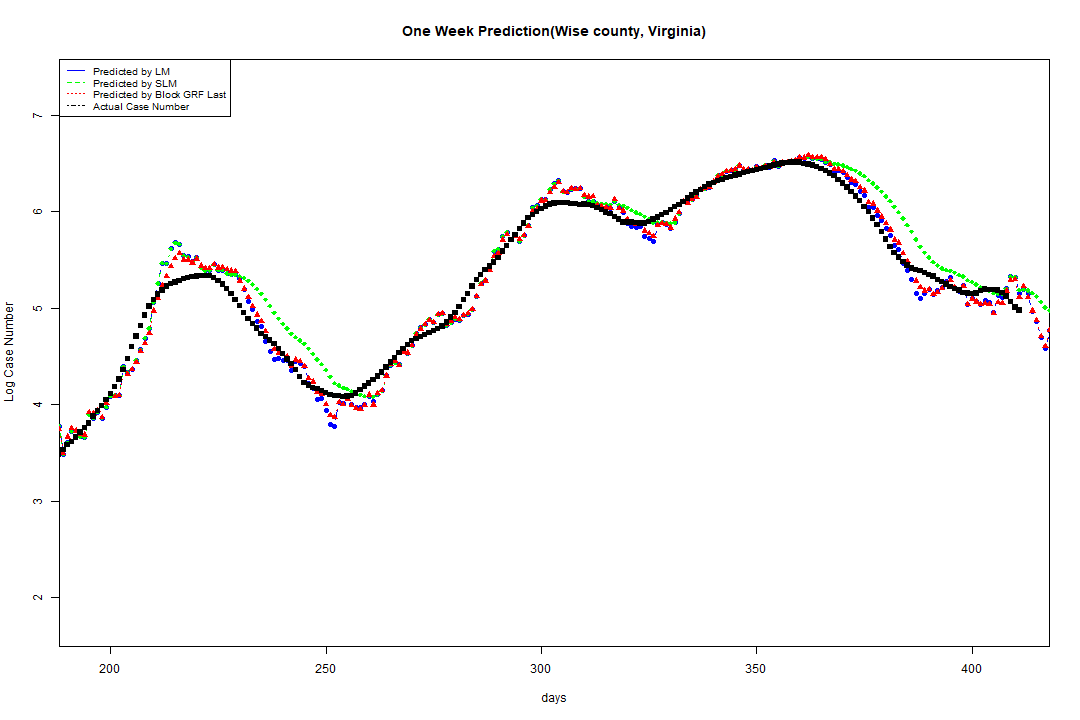 One Week Prediction(Wise county, Virginia)
Predicted by LM
Predicted by SLM
Predicted by Block GRF Last
Actual Case Number
Log Case Number
7
6
5
4
3
2
200 250 300 350 400
days